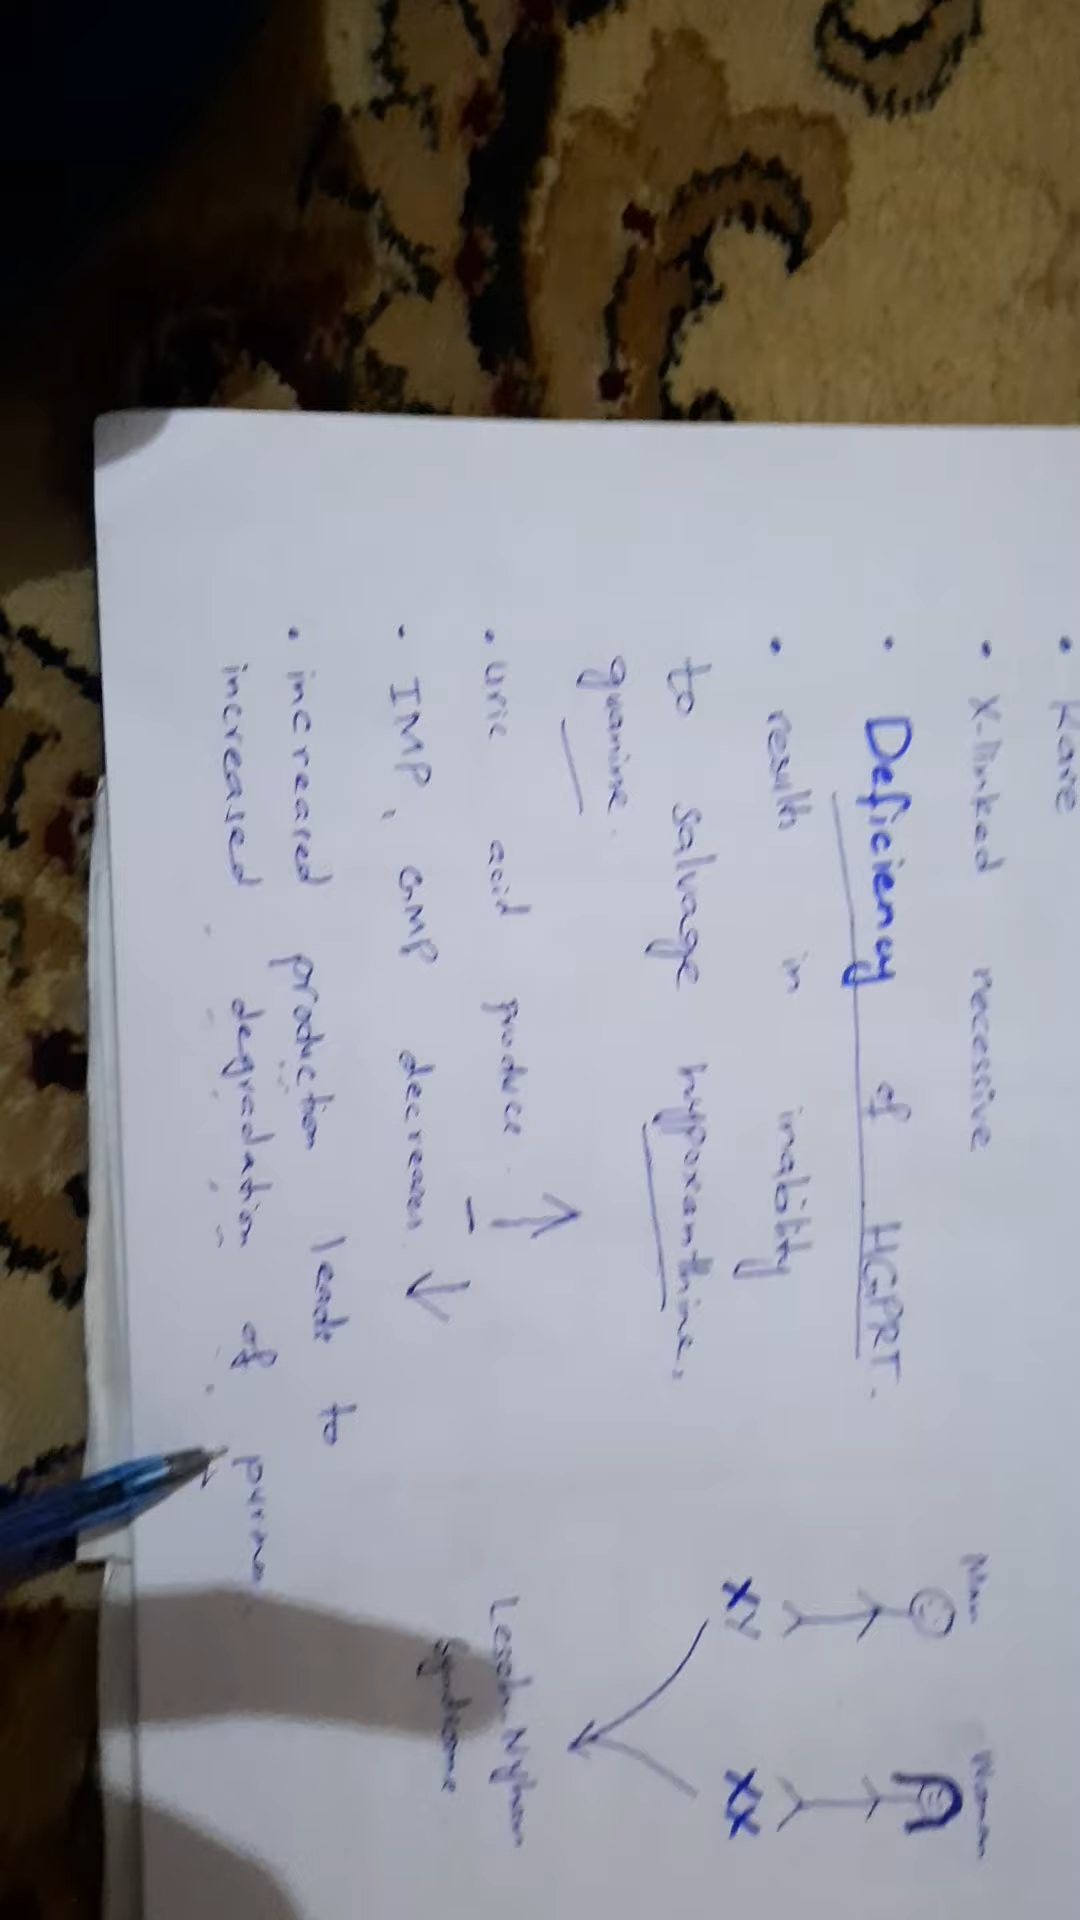 • Rare
• X-linked recessive
• Deficiency of HGPRT.
• results in inability
to salvage hypoxanthine,
guanine.
• uric acid produce. ↑
• IMP, GMP decreases. ↓
• increased production leads to
increased degradation of purines
Man
Woman
XY
XX
Lesch-Nyhan
Syndrome